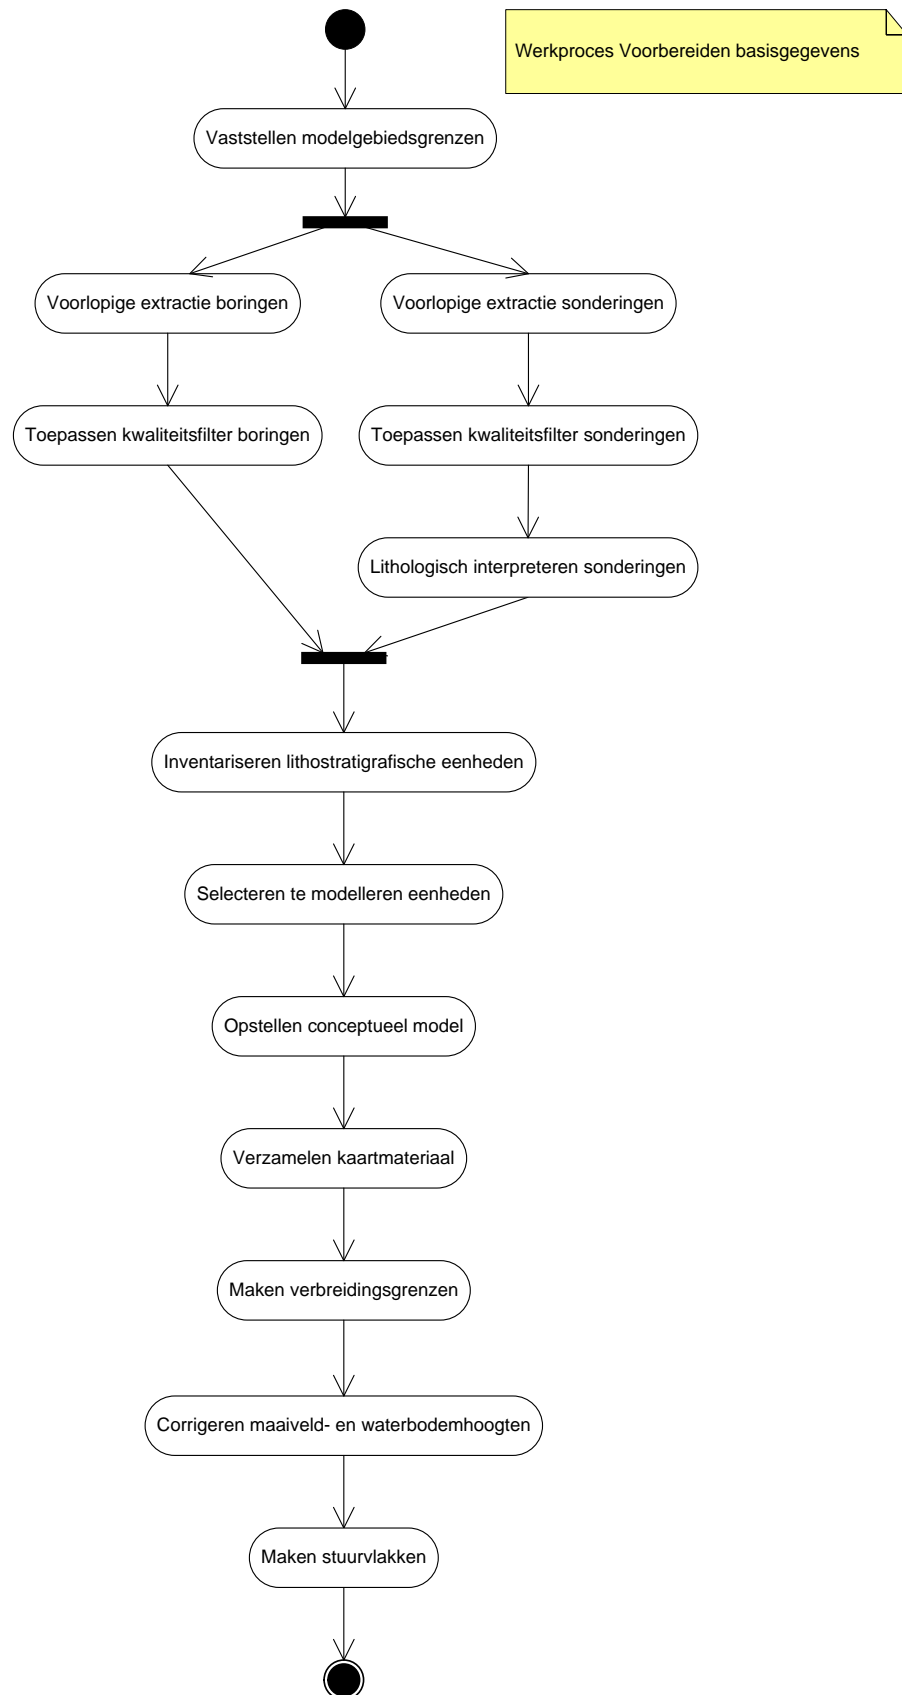 Werkproces Voorbereiden basisgegevens
Vaststellen modelgebiedsgrenzen
Voorlopige extractie boringen
Voorlopige extractie sonderingen
Toepassen kwaliteitsfilter boringen
Toepassen kwaliteitsfilter sonderingen
Lithologisch interpreteren sonderingen
Inventariseren lithostratigrafische eenheden
Selecteren te modelleren eenheden
Opstellen conceptueel model
Verzamelen kaartmateriaal
Maken verbreidingsgrenzen
Corrigeren maaiveld- en waterbodemhoogten
Maken stuurvlakken